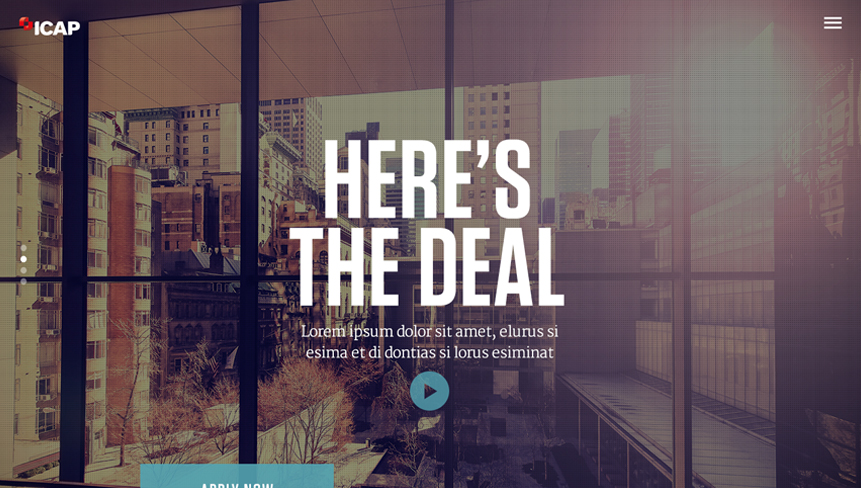 ICAP
HERE'S
THE DEAL
Lorem ipsum dolor sit amet, elurus si
esima et di dontias si lorus esiminat
APPLY NOW